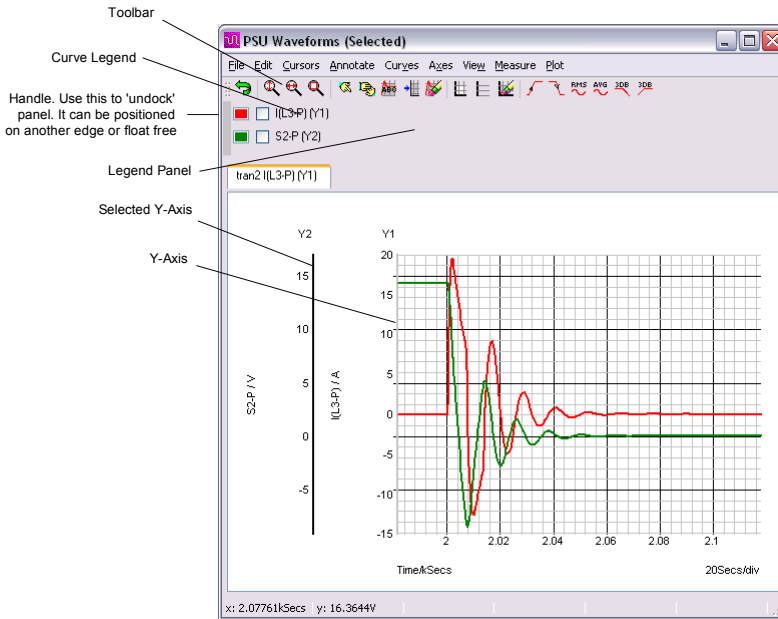 Toolbar
Curve Legend
Handle. Use this to 'undock'
panel. It can be positioned
on another edge or float free
Legend Panel
Selected Y-Axis
Y-Axis
PSU Waveforms (Selected)
File Edit Cursors Annotate Curves Axes View Measure Plot
ABC RMS AVG 3DB 3DB
I(L3-P) (Y1)
S2-P (Y2)
tran2 I(L3-P) (Y1)
Y2 Y1
S2-P / V
15
10
5
0
-5
I(L3-P) / A
20
15
10
5
0
-5
-10
-15
2 2.02 2.04 2.06 2.08 2.1
Time/kSecs 20Secs/div
x: 2.07761kSecs y: 16.3644V